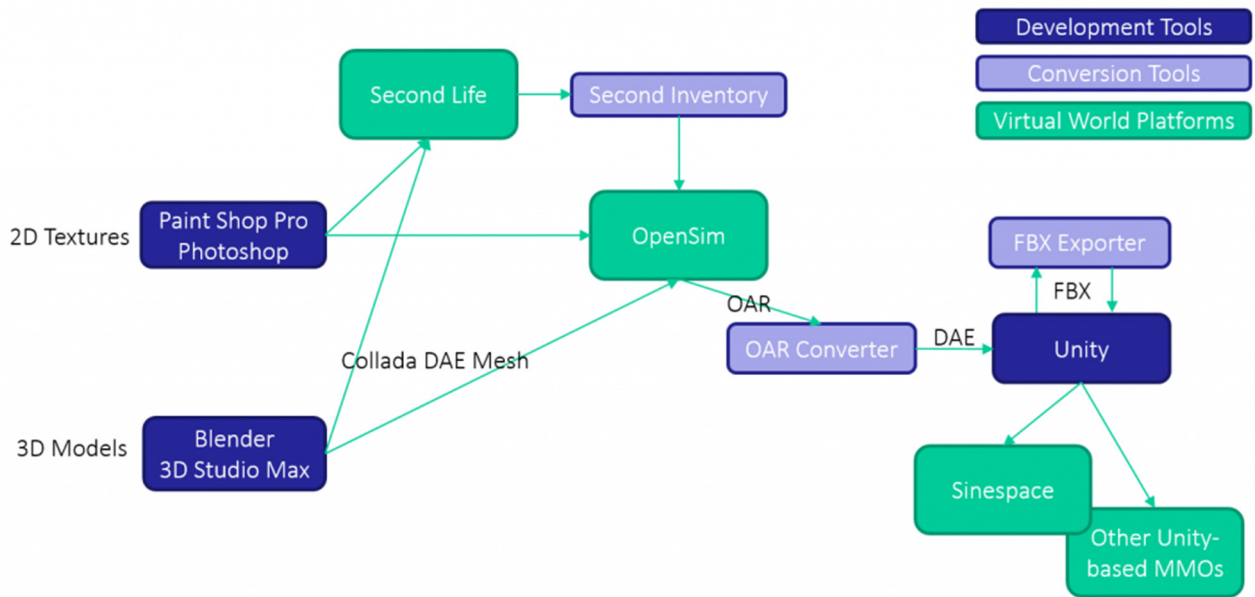 Development Tools
Conversion Tools
Virtual World Platforms
Second Life
Second Inventory
2D Textures
Paint Shop Pro
Photoshop
OpenSim
FBX Exporter
FBX
OAR
OAR Converter
DAE
Unity
Collada DAE Mesh
3D Models
Blender
3D Studio Max
Sinespace
Other Unity-
based MMOs